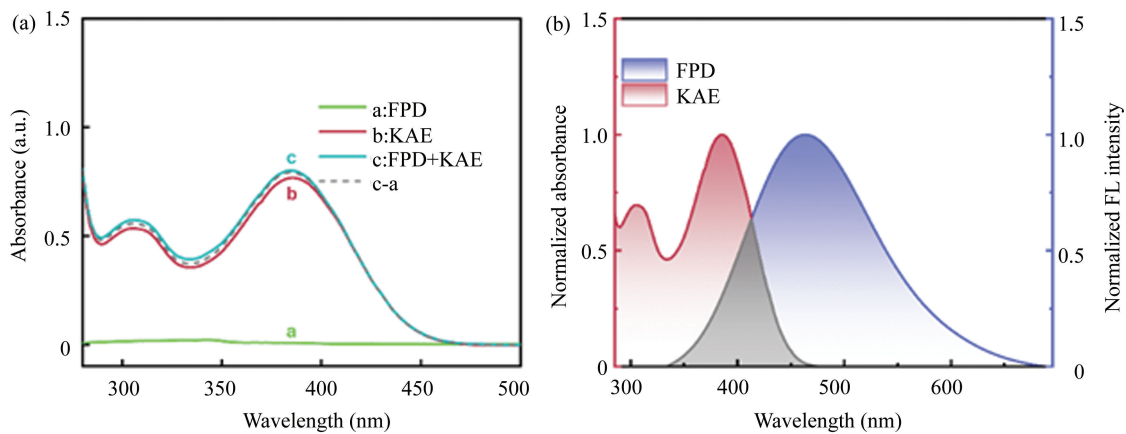 (a)
1.5
1.0
0.5
0
Absorbance (a.u.)
a:FPD
b:KAE
c:FPD+KAE
c-a
c
b
a
300
350
400
450
500
Wavelength (nm)
(b)
1.5
1.0
0.5
0
Normalized absorbance
FPD
KAE
300
400
500
600
Wavelength (nm)
1.5
1.0
0.5
0
Normalized FL intensity